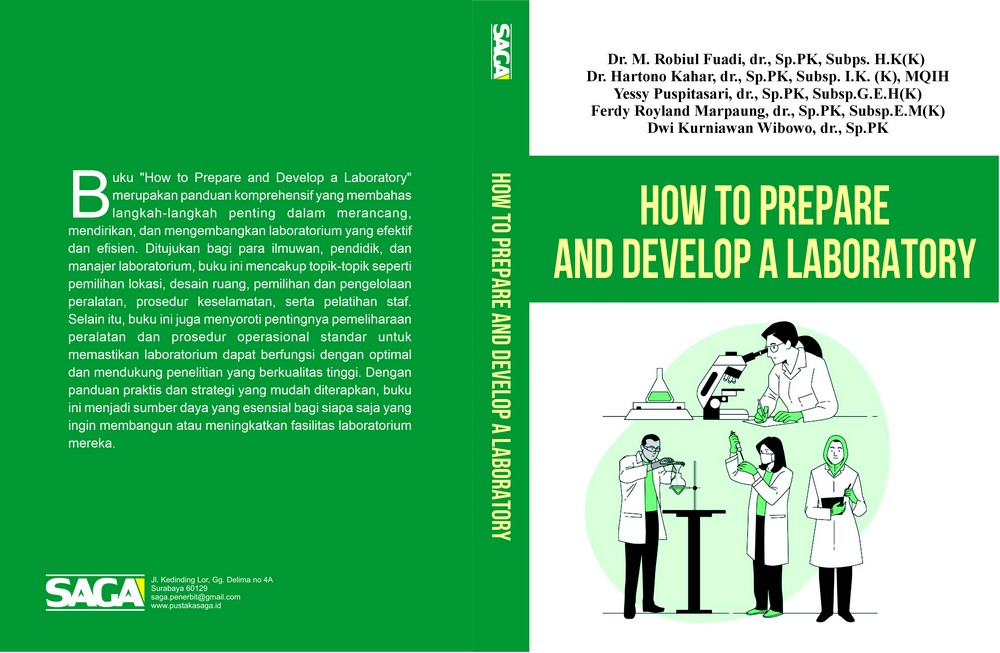 Buku "How to Prepare and Develop a Laboratory"
merupakan panduan komprehensif yang membahas
langkah-langkah penting dalam merancang,
mendirikan, dan mengembangkan laboratorium yang efektif
dan efisien. Ditujukan bagi para ilmuwan, pendidik, dan
manajer laboratorium, buku ini mencakup topik-topik seperti
pemilihan lokasi, desain ruang, pemilihan dan pengelolaan
peralatan, prosedur keselamatan, serta pelatihan staf.
Selain itu, buku ini juga menyoroti pentingnya pemeliharaan
peralatan dan prosedur operasional standar untuk
memastikan laboratorium dapat berfungsi dengan optimal
dan mendukung penelitian yang berkualitas tinggi. Dengan
panduan praktis dan strategi yang mudah diterapkan, buku
ini menjadi sumber daya yang esensial bagi siapa saja yang
ingin membangun atau meningkatkan fasilitas laboratorium
mereka.
SAGA
Jl. Kedinding Lor, Gg. Delima no 4A
Surabaya 60129
saga.penerbit@gmail.com
www.pustakasaga.id
SAGA
HOW TO PREPARE AND DEVELOP A LABORATORY
Dr. M. Robiul Fuadi, dr., Sp.PK, Subps. H.K(K)
Dr. Hartono Kahar, dr., Sp.PK, Subsp. I.K. (K), MQIH
Yessy Puspitasari, dr., Sp.PK, Subsp.G.E.H(K)
Ferdy Royland Marpaung, dr., Sp.PK, Subsp.E.M(K)
Dwi Kurniawan Wibowo, dr., Sp.PK
HOW TO PREPARE
AND DEVELOP A LABORATORY